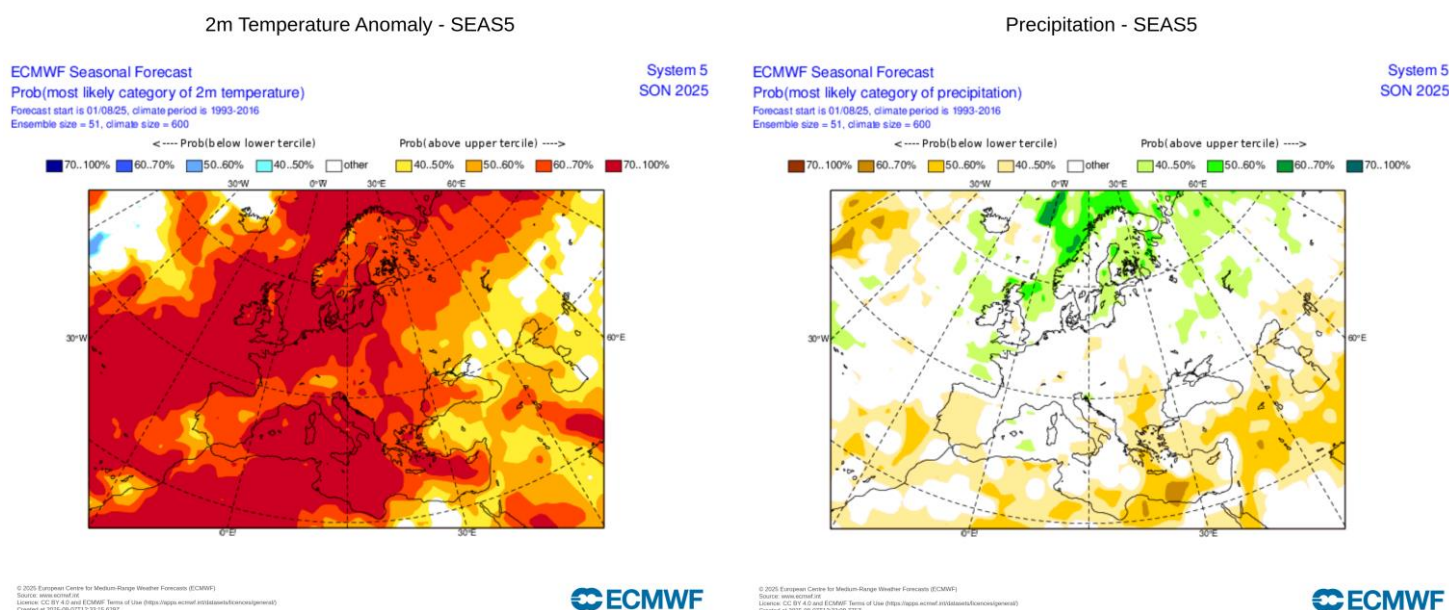 2m Temperature Anomaly - SEAS5
ECMWF Seasonal Forecast
System 5
Prob(most likely category of 2m temperature)
SON 2025
Forecast start is 01/08/25, climate period is 1993-2016
Ensemble size = 51, climate size = 600
<---- Prob(below lower tercile)
Prob(above upper tercile) ---->
70..100%
60..70%
50..60%
40..50%
other
40..50%
50..60%
60..70%
70..100%
30°W
0°W
30°E
60°E
30°W
60°E
0°E
30°E
© 2025 European Centre for Medium-Range Weather Forecasts (ECMWF)
Source: www.ecmwf.int
Licence: CC BY 4.0 and ECMWF Terms of Use (https://apps.ecmwf.int/datasets/licences/general/)
ECMWF
Precipitation - SEAS5
ECMWF Seasonal Forecast
System 5
Prob(most likely category of precipitation)
SON 2025
Forecast start is 01/08/25, climate period is 1993-2016
Ensemble size = 51, climate size = 600
<---- Prob(below lower tercile)
Prob(above upper tercile) ---->
70..100%
60..70%
50..60%
40..50%
other
40..50%
50..60%
60..70%
70..100%
30°W
0°W
30°E
60°E
30°W
60°E
0°E
30°E
© 2025 European Centre for Medium-Range Weather Forecasts (ECMWF)
Source: www.ecmwf.int
Licence: CC BY 4.0 and ECMWF Terms of Use (https://apps.ecmwf.int/datasets/licences/general/)
ECMWF